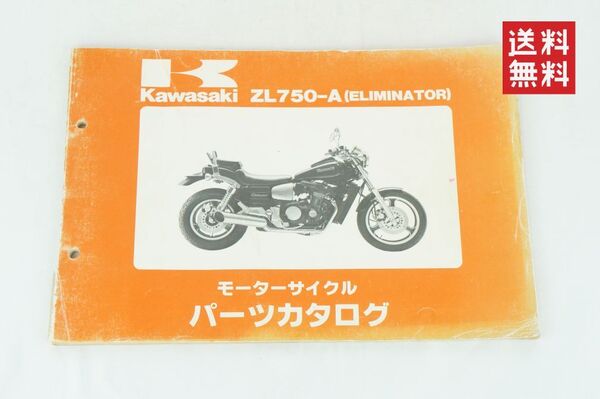 送料
無料
Kawasaki ZL750-A (ELIMINATOR)
モーターサイクル
パーツカタログ